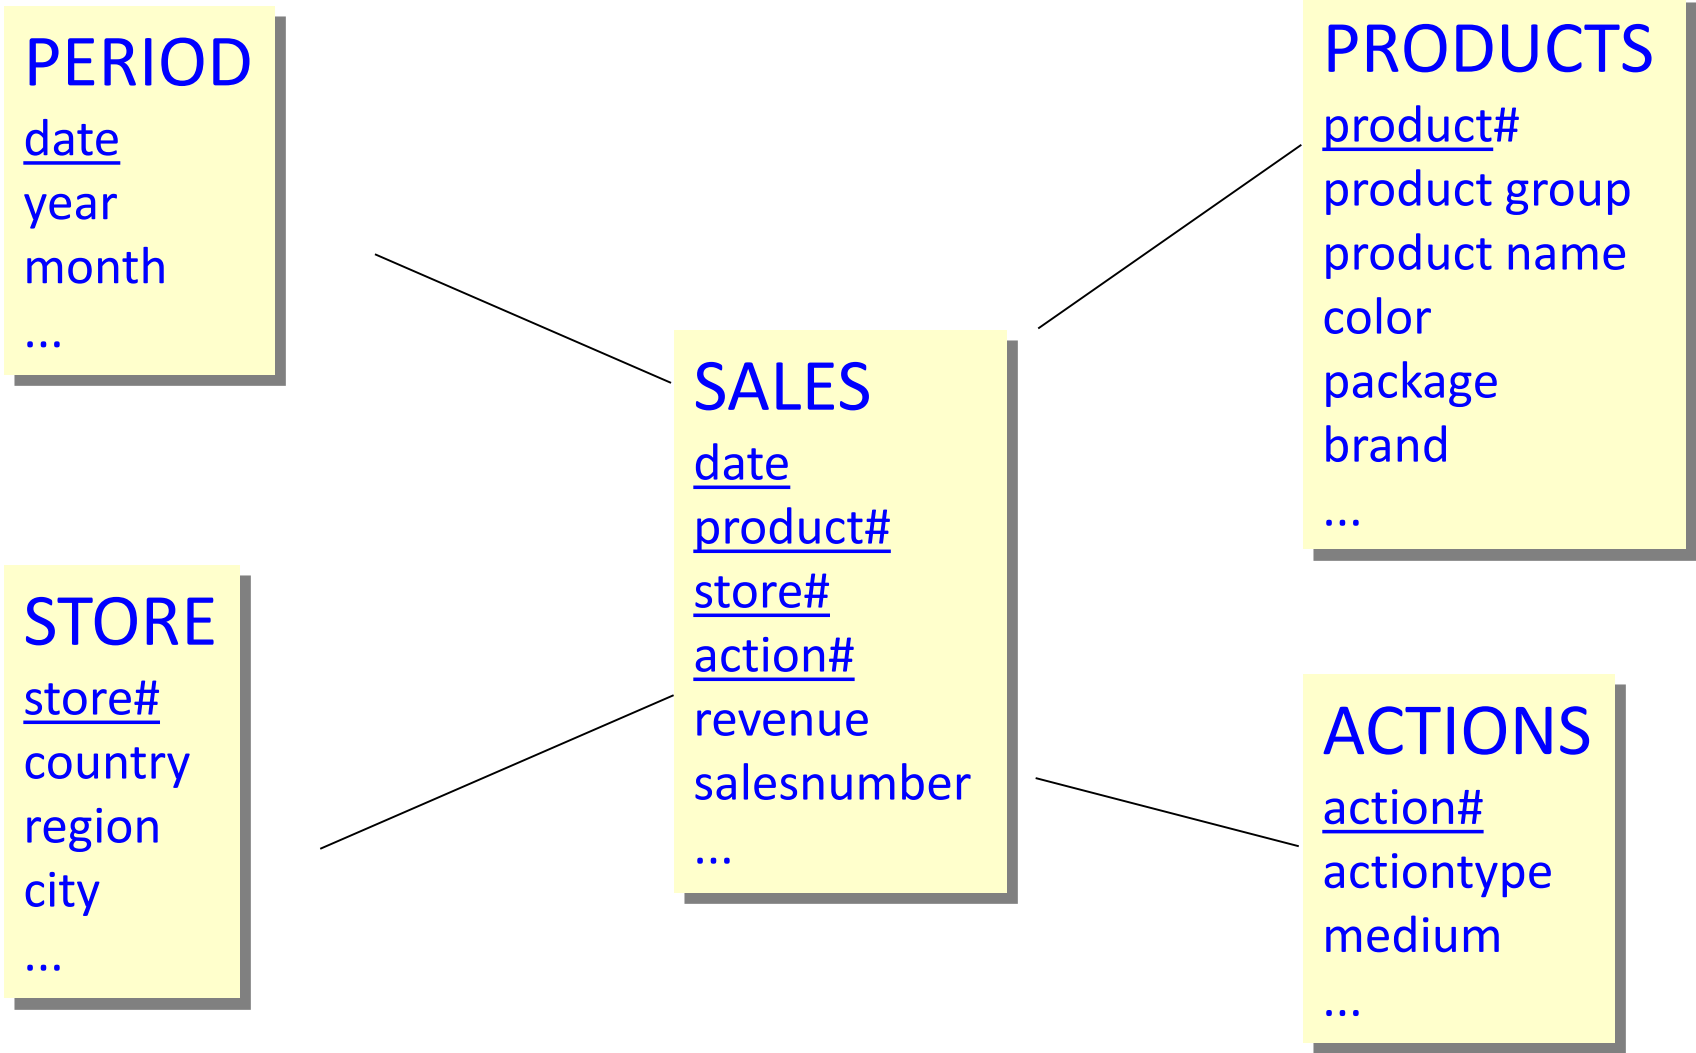 PERIOD
date
year
month
...
STORE
store#
country
region
city
...
SALES
date
product#
store#
action#
revenue
salesnumber
...
PRODUCTS
product#
product group
product name
color
package
brand
...
ACTIONS
action#
actiontype
medium
...